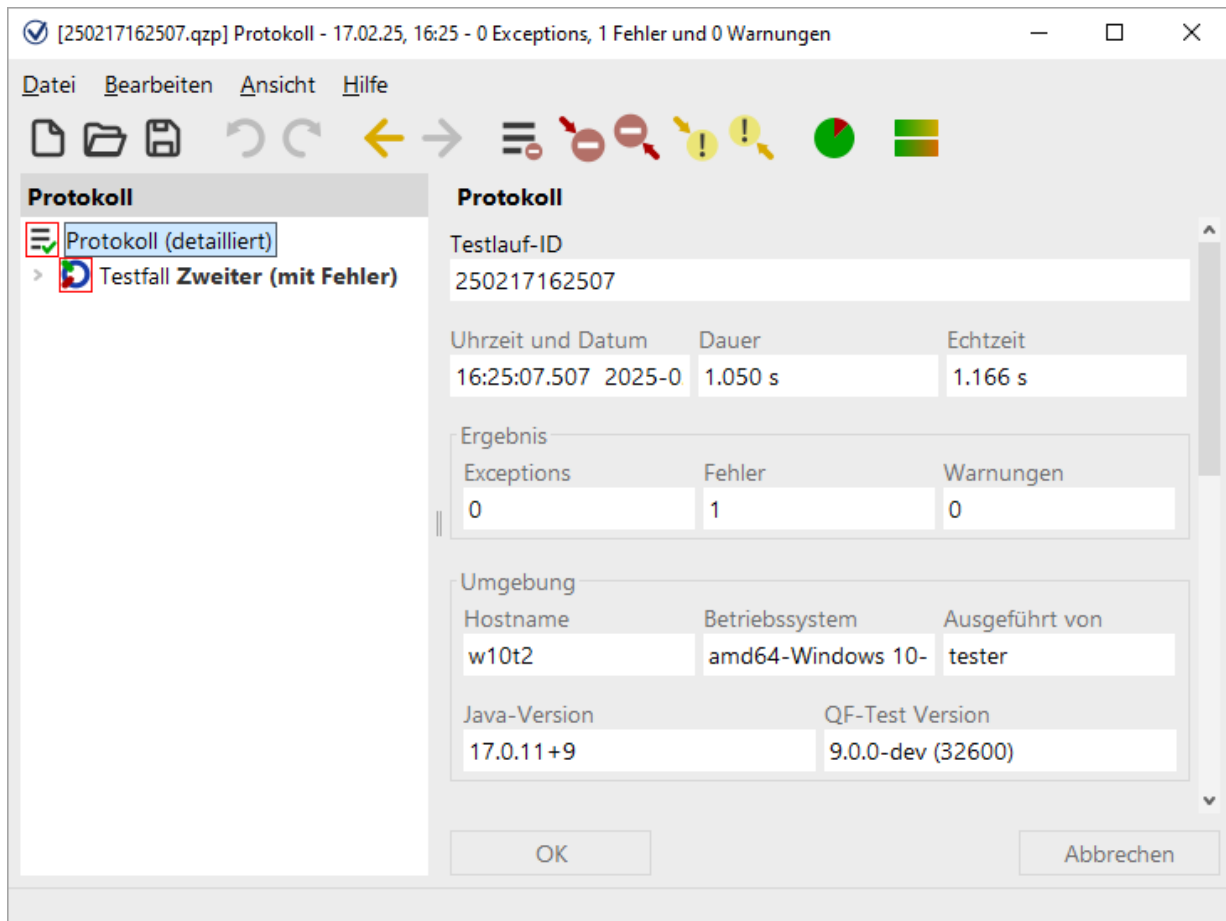 [250217162507.qzp] Protokoll - 17.02.25, 16:25 - 0 Exceptions, 1 Fehler und 0 Warnungen
Datei Bearbeiten Ansicht Hilfe
Protokoll
Protokoll (detailliert)
Testfall Zweiter (mit Fehler)
Protokoll
Testlauf-ID
250217162507
Uhrzeit und Datum Dauer Echtzeit
16:25:07.507 2025-0 1.050 s 1.166 s
Ergebnis
Exceptions Fehler Warnungen
0 1 0
Umgebung
Hostname Betriebssystem Ausgeführt von
w10t2 amd64-Windows 10- tester
Java-Version QF-Test Version
17.0.11+9 9.0.0-dev (32600)
OK Abbrechen